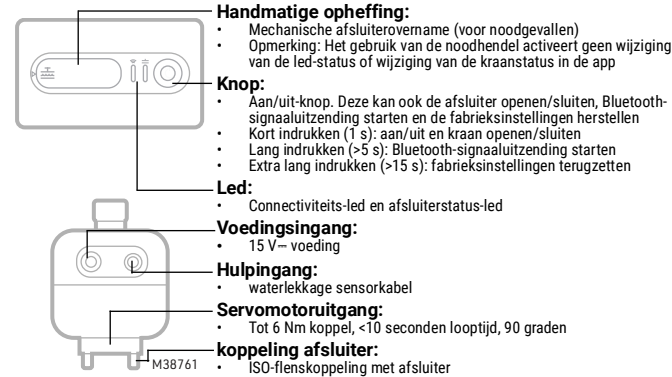 Handmatige opheffing:
• Mechanische afsluiterovername (voor noodgevallen)
• Opmerking: Het gebruik van de noodhendel activeert geen wijziging
van de led-status of wijziging van de kraanstatus in de app
Knop:
• Aan/uit-knop. Deze kan ook de afsluiter openen/sluiten, Bluetooth-
signaaluitzending starten en de fabrieksinstellingen herstellen
• Kort indrukken (1 s): aan/uit en kraan openen/sluiten
• Lang indrukken (>5 s): Bluetooth-signaaluitzending starten
• Extra lang indrukken (>15 s): fabrieksinstellingen terugzetten
Led:
• Connectiviteits-led en afsluiterstatus-led
Voedingsingang:
• 15 V⎓ voeding
Hulpingang:
• waterlekkage sensorkabel
Servomotoruitgang:
• Tot 6 Nm koppel, <10 seconden looptijd, 90 graden
koppeling afsluiter:
• ISO-flenskoppeling met afsluiter
M38761